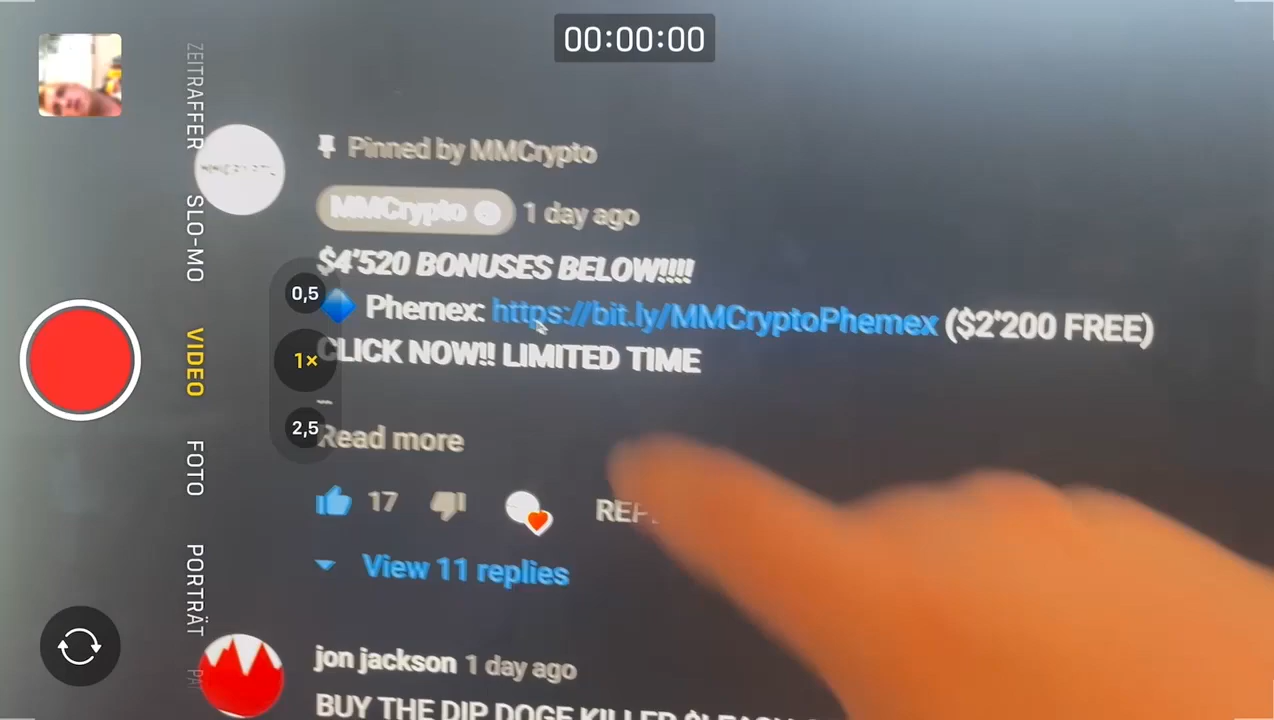 00:00:00
ZEITRAFFER
SLO-MO
VIDEO
FOTO
PORTRÄT
0,5
1×
2,5
MMCRYPTO
Pinned by MMCrypto
MMCrypto 1 day ago
$4'520 BONUSES BELOW!!!!
Phemex: https://bit.ly/MMCryptoPhemex ($2'200 FREE)
CLICK NOW!! LIMITED TIME
Read more
17
View 11 replies
jon jackson 1 day ago
BUY THE DIP DOGE KILLER